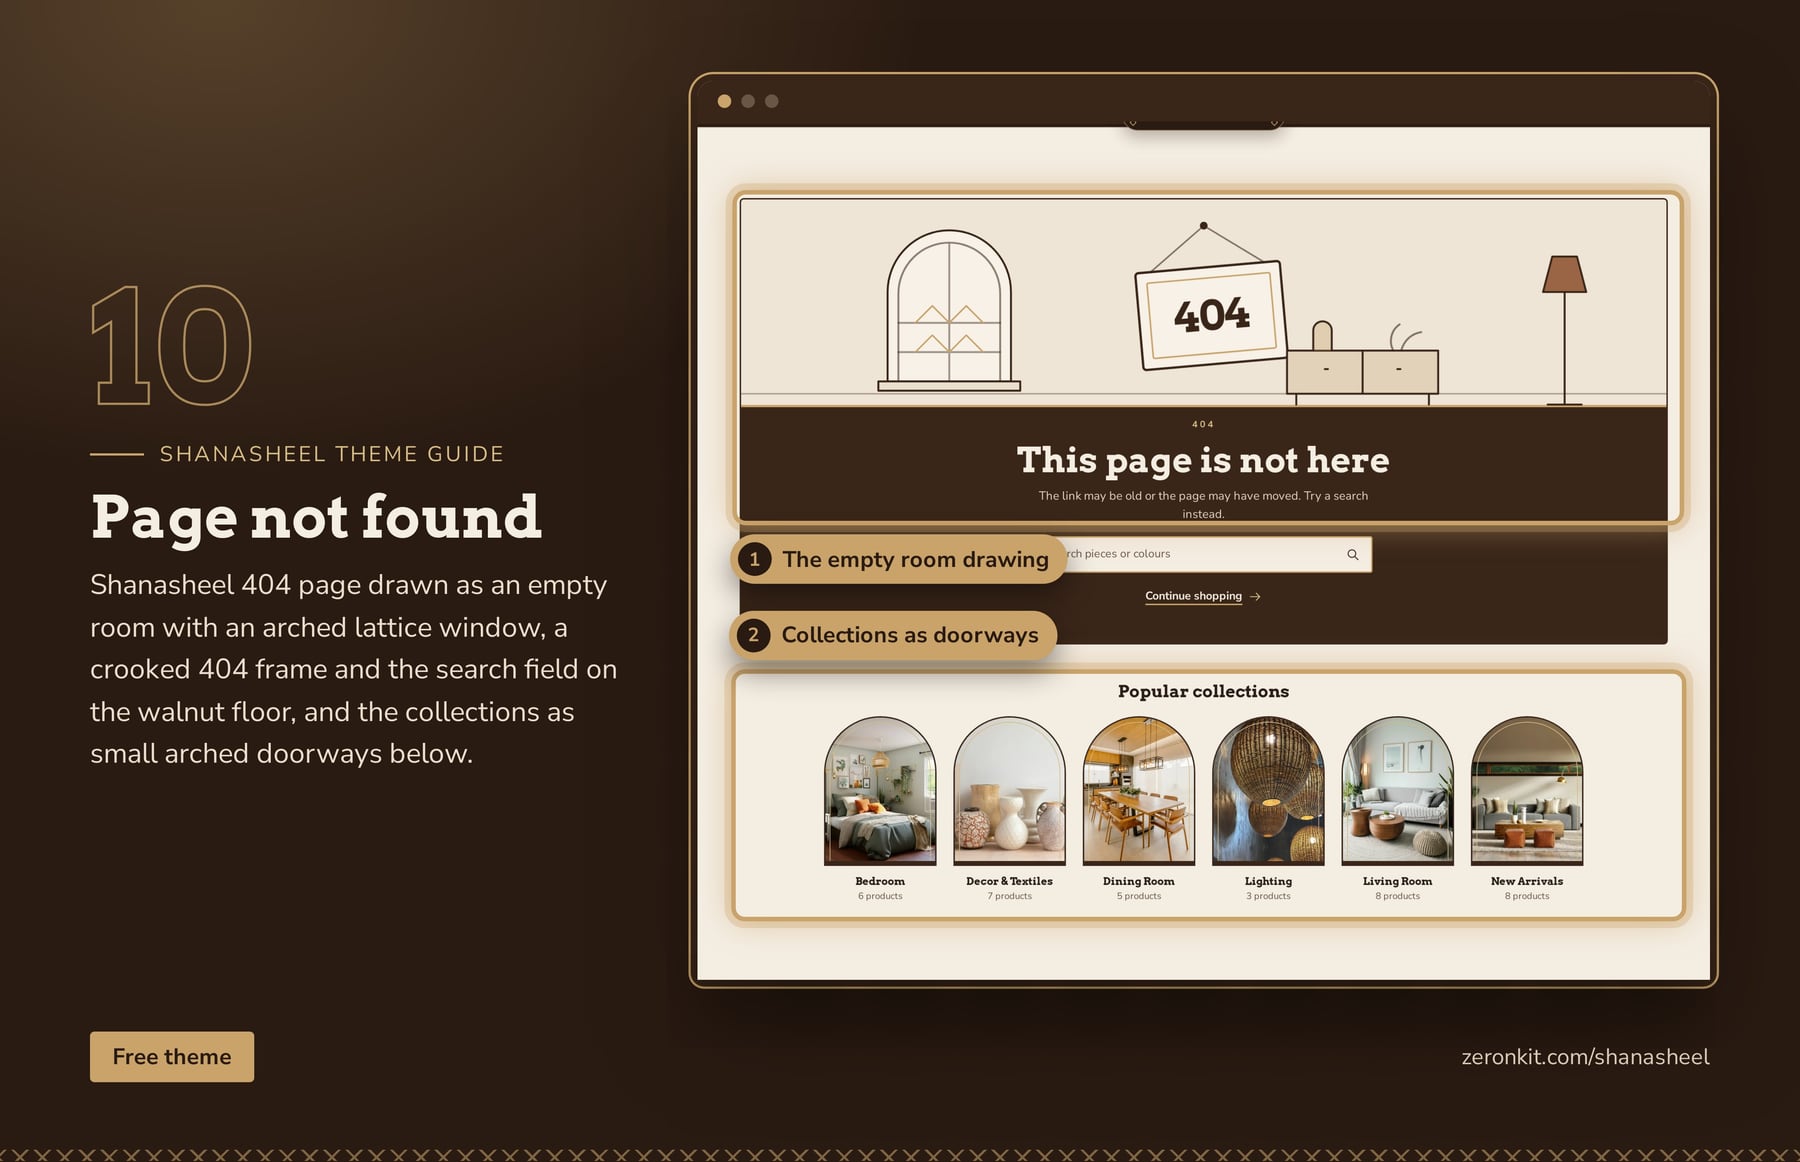 10
SHANASHEEL THEME GUIDE
Page not found
Shanasheel 404 page drawn as an empty
room with an arched lattice window, a
crooked 404 frame and the search field on
the walnut floor, and the collections as
small arched doorways below.
Free theme
404
404
This page is not here
The link may be old or the page may have moved. Try a search
instead.
1 The empty room drawing
pieces or colours
Continue shopping
2 Collections as doorways
Popular collections
Bedroom
6 products
Decor & Textiles
7 products
Dining Room
5 products
Lighting
3 products
Living Room
8 products
New Arrivals
8 products
zeronkit.com/shanasheel